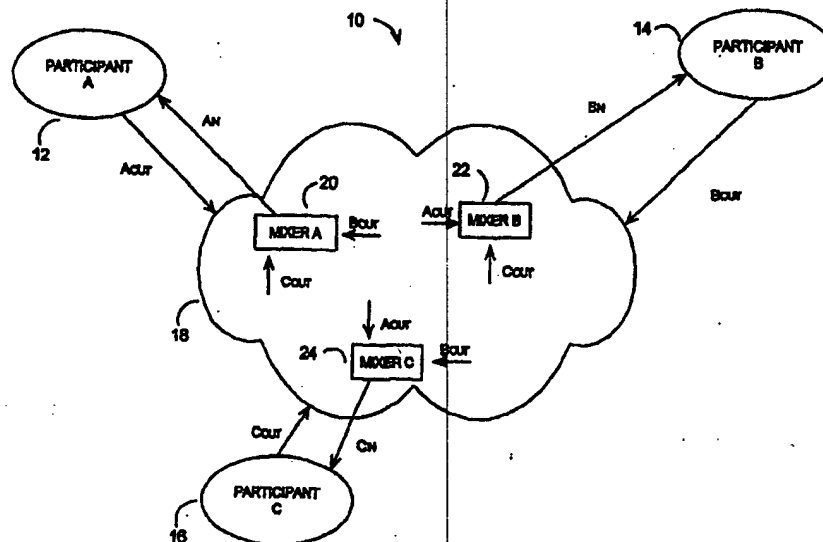 10
14
PARTICIPANT
A
PARTICIPANT
B
12
AIN
BIN
AOUT
BOUT
20
22
MIXER A
BOUT
AOUT
MIXER B
COUT
COUT
18
AOUT
24
MIXER C
BOUT
COUT
CIN
PARTICIPANT
C
16